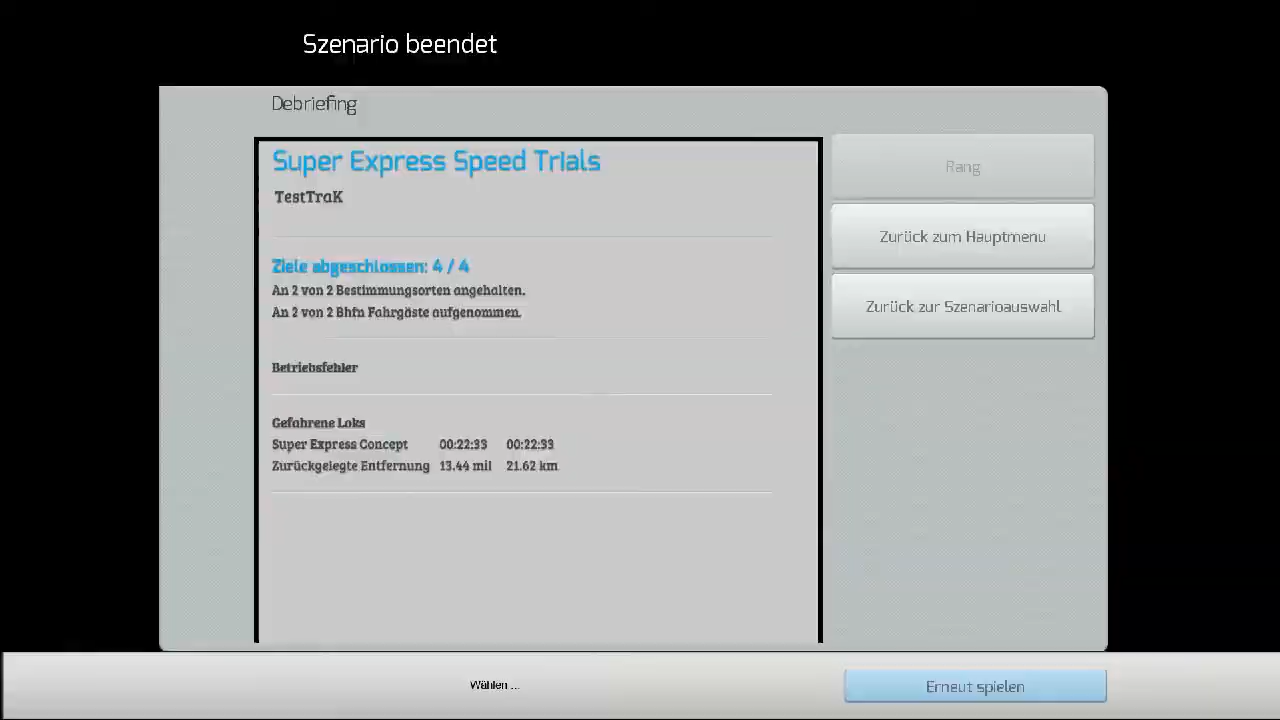 Szenario beendet
Debriefing
Super Express Speed Trials
TestTraK
Ziele abgeschlossen: 4 / 4
An 2 von 2 Bestimmungsorten angehalten.
An 2 von 2 Bhfn Fahrgäste aufgenommen.
Betriebsfehler
Gefahrene Loks
Super Express Concept 00:22:33 00:22:33
Zurückgelegte Entfernung 13.44 mil 21.62 km
Rang
Zurück zum Hauptmenu
Zurück zur Szenarioauswahl
Wählen ...
Erneut spielen